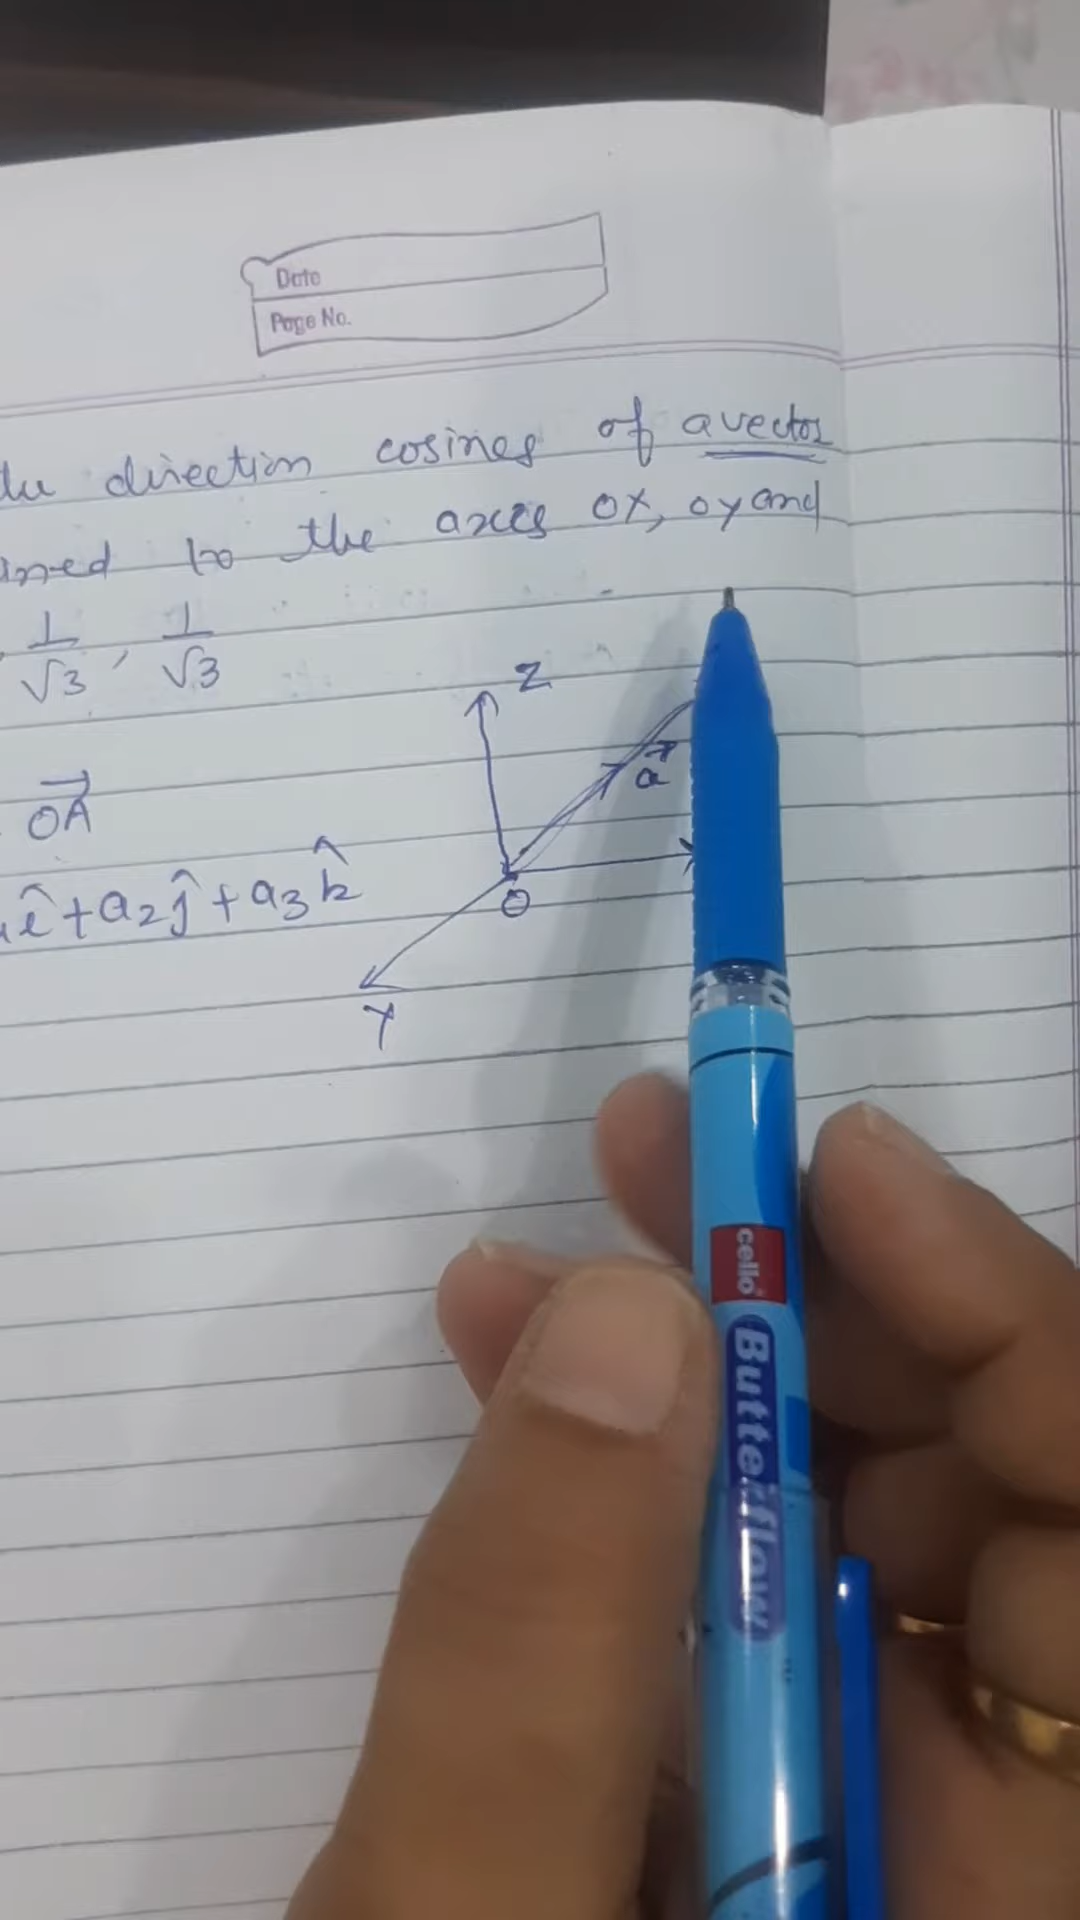 Date
Page No.
direction cosines of a vector
to the axes OX, OY and
1/√3, 1/√3
Z
a⃗
OA⃗
î + a₂ĵ + a₃k̂
O
Y
cello
Butterflow